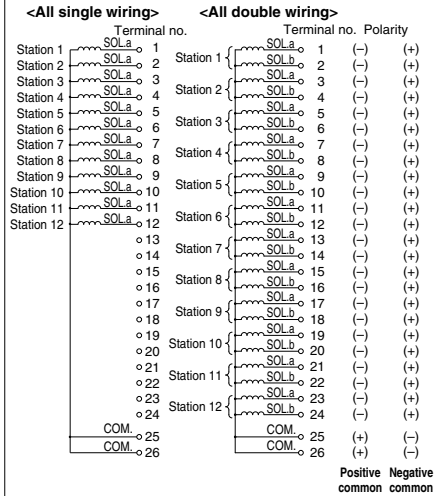 <All single wiring> <All double wiring>
Terminal no. Terminal no. Polarity
Station 1 SOL.a 1
Station 2 SOL.a 2
Station 3 SOL.a 3
Station 4 SOL.a 4
Station 5 SOL.a 5
Station 6 SOL.a 6
Station 7 SOL.a 7
Station 8 SOL.a 8
Station 9 SOL.a 9
Station 10 SOL.a 10
Station 11 SOL.a 11
Station 12 SOL.a 12
13
14
15
16
17
18
19
20
21
22
23
24
COM. 25
COM. 26
Station 1 SOL.a 1 (−) (+)
SOL.b 2 (−) (+)
Station 2 SOL.a 3 (−) (+)
SOL.b 4 (−) (+)
Station 3 SOL.a 5 (−) (+)
SOL.b 6 (−) (+)
Station 4 SOL.a 7 (−) (+)
SOL.b 8 (−) (+)
Station 5 SOL.a 9 (−) (+)
SOL.b 10 (−) (+)
Station 6 SOL.a 11 (−) (+)
SOL.b 12 (−) (+)
Station 7 SOL.a 13 (−) (+)
SOL.b 14 (−) (+)
Station 8 SOL.a 15 (−) (+)
SOL.b 16 (−) (+)
Station 9 SOL.a 17 (−) (+)
SOL.b 18 (−) (+)
Station 10 SOL.a 19 (−) (+)
SOL.b 20 (−) (+)
Station 11 SOL.a 21 (−) (+)
SOL.b 22 (−) (+)
Station 12 SOL.a 23 (−) (+)
SOL.b 24 (−) (+)
COM. 25 (+) (−)
COM. 26 (+) (−)
Positive Negative
common common